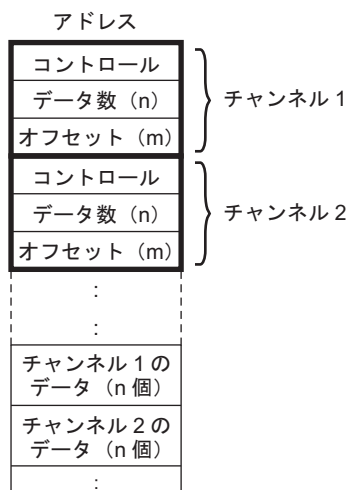 アドレス
コントロール
データ数（n）
オフセット（m）
チャンネル 1
コントロール
データ数（n）
オフセット（m）
チャンネル 2
:
:
チャンネル 1 の
データ（n 個）
チャンネル 2 の
データ（n 個）
: